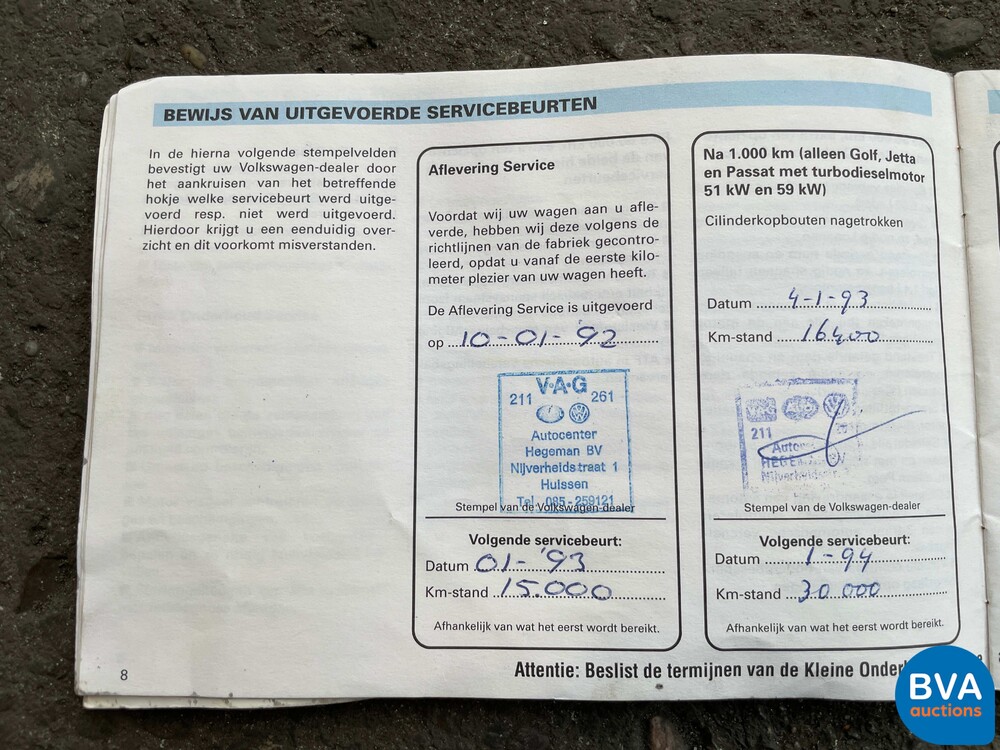 BEWIJS VAN UITGEVOERDE SERVICEBEURTEN
In de hierna volgende stempelvelden
bevestigt uw Volkswagen-dealer door
het aankruisen van het betreffende
hokje welke servicebeurt werd uitge-
voerd resp. niet werd uitgevoerd.
Hierdoor krijgt u een eenduidig over-
zicht en dit voorkomt misverstanden.
Aflevering Service
Voordat wij uw wagen aan u afle-
verde, hebben wij deze volgens de
richtlijnen van de fabriek gecontro-
leerd, opdat u vanaf de eerste kilo-
meter plezier van uw wagen heeft.
De Aflevering Service is uitgevoerd
op 10-01-'92
V·A·G
211 261
Autocenter
Hegeman BV
Nijverheidstraat 1
Huissen
Tel. 085-259121
Stempel van de Volkswagen-dealer
Volgende servicebeurt:
Datum 01-'93
Km-stand 15.000
Afhankelijk van wat het eerst wordt bereikt.
Na 1.000 km (alleen Golf, Jetta
en Passat met turbodieselmotor
51 kW en 59 kW)
Cilinderkopbouten nagetrokken
Datum 4-1-93
Km-stand 16400
211
Stempel van de Volkswagen-dealer
Volgende servicebeurt:
Datum 1-94
Km-stand 30.000
Afhankelijk van wat het eerst wordt bereikt.
8
Attentie: Beslist de termijnen van de Kleine
BVA
auctions